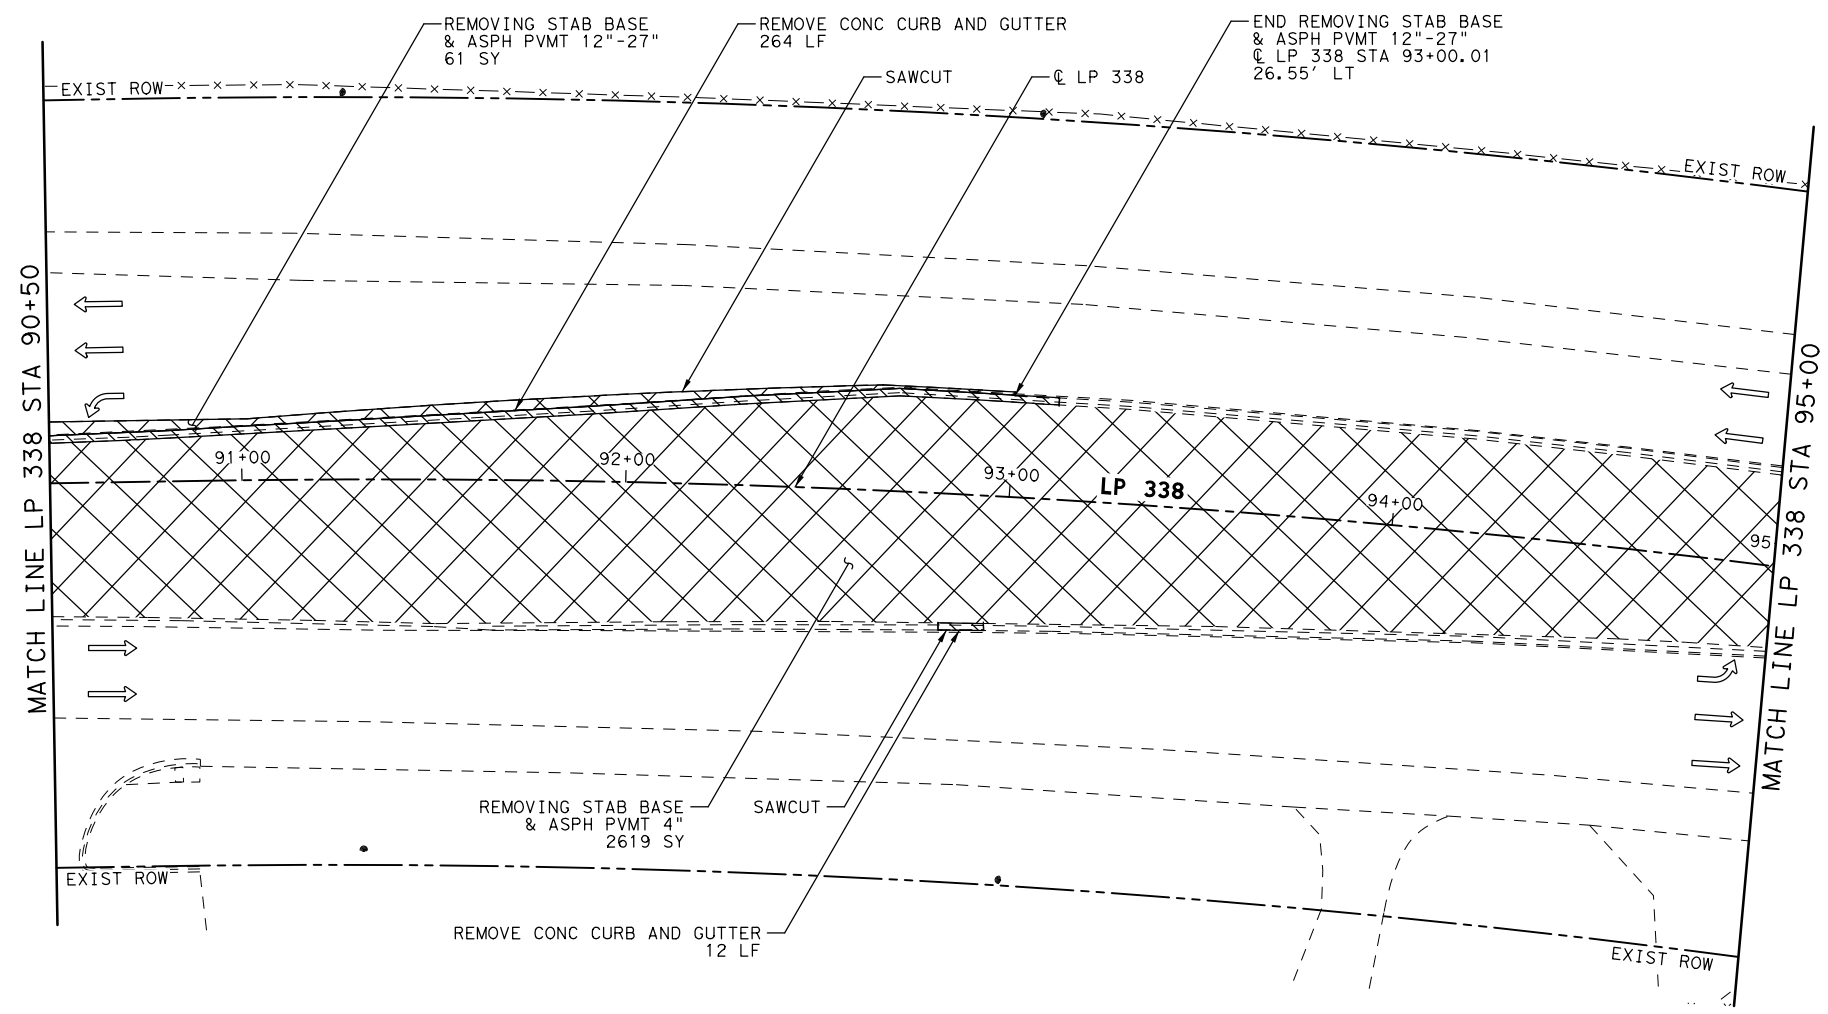 REMOVING STAB BASE
& ASPH PVMT 12"-27"
61 SY
REMOVE CONC CURB AND GUTTER
264 LF
SAWCUT
℄ LP 338
END REMOVING STAB BASE
& ASPH PVMT 12"-27"
℄ LP 338 STA 93+00.01
26.55' LT
EXIST ROW
EXIST ROW
MATCH LINE LP 338 STA 90+50
91+00
92+00
93+00
LP 338
94+00
95
MATCH LINE LP 338 STA 95+00
REMOVING STAB BASE
& ASPH PVMT 4"
2619 SY
SAWCUT
EXIST ROW
REMOVE CONC CURB AND GUTTER
12 LF
EXIST ROW